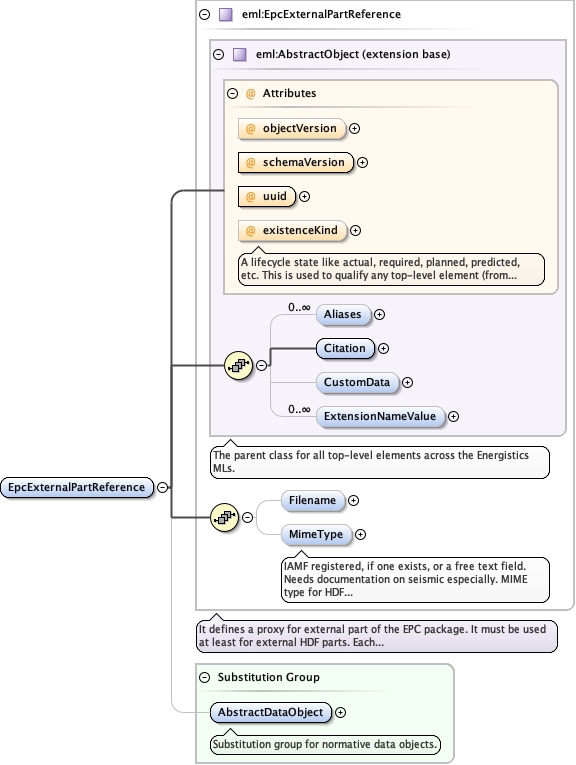 eml:EpcExternalPartReference
eml:AbstractObject (extension base)
@ Attributes
@ objectVersion
@ schemaVersion
@ uuid
@ existenceKind
A lifecycle state like actual, required, planned, predicted,
etc. This is used to qualify any top-level element (from...
0..∞
Aliases
Citation
CustomData
0..∞
ExtensionNameValue
The parent class for all top-level elements across the Energistics
MLs.
EpcExternalPartReference
Filename
MimeType
IAMF registered, if one exists, or a free text field.
Needs documentation on seismic especially. MIME
type for HDF...
It defines a proxy for external part of the EPC package. It must be used
at least for external HDF parts. Each...
Substitution Group
AbstractDataObject
Substitution group for normative data objects.